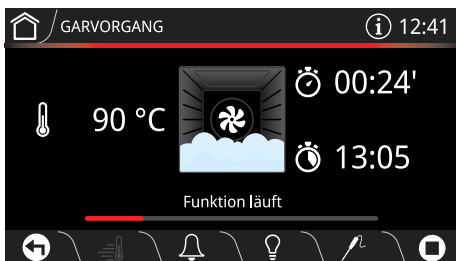 GARVORGANG
i 12:41
90 °C
00:24'
13:05
Funktion läuft